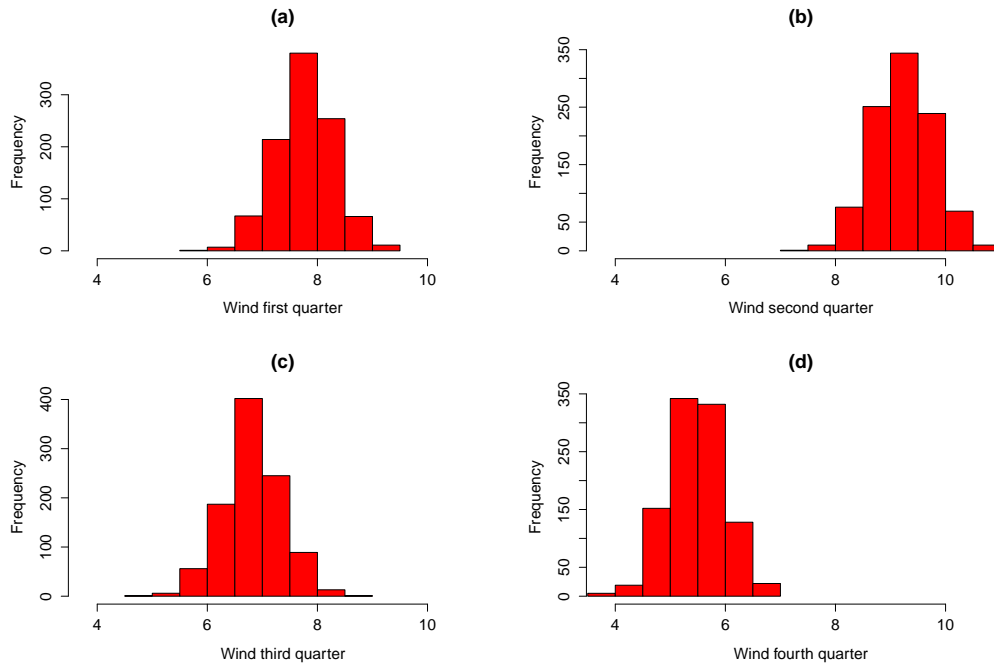 (a)
Frequency
0 100 200 300
4 6 8 10
Wind first quarter
(b)
Frequency
0 50 150 250 350
4 6 8 10
Wind second quarter
(c)
Frequency
0 100 200 300 400
4 6 8 10
Wind third quarter
(d)
Frequency
0 50 150 250 350
4 6 8 10
Wind fourth quarter